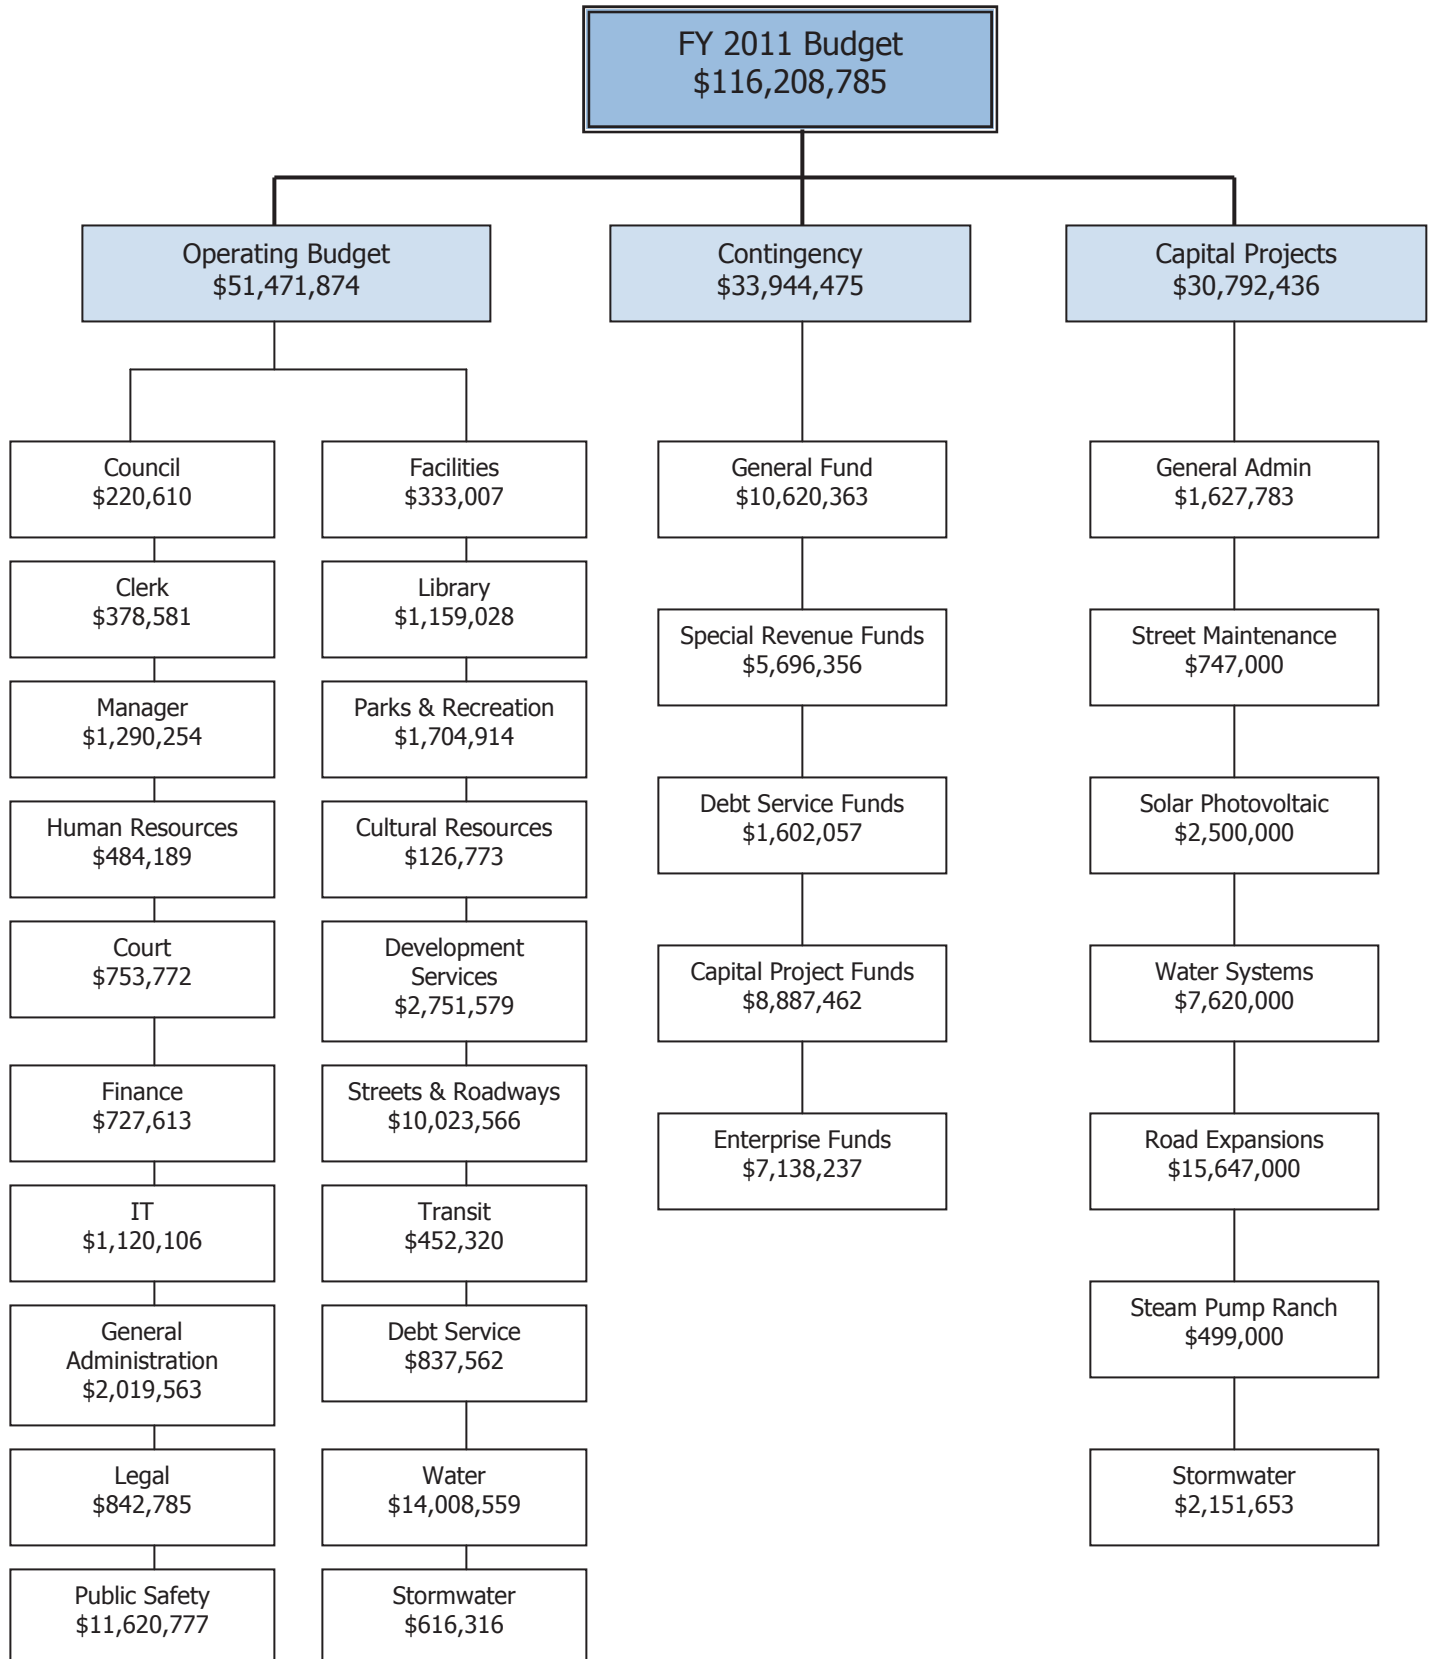 FY 2011 Budget
$116,208,785
Operating Budget
$51,471,874
Contingency
$33,944,475
Capital Projects
$30,792,436
Council
$220,610
Clerk
$378,581
Manager
$1,290,254
Human Resources
$484,189
Court
$753,772
Finance
$727,613
IT
$1,120,106
General
Administration
$2,019,563
Legal
$842,785
Public Safety
$11,620,777
Facilities
$333,007
Library
$1,159,028
Parks & Recreation
$1,704,914
Cultural Resources
$126,773
Development
Services
$2,751,579
Streets & Roadways
$10,023,566
Transit
$452,320
Debt Service
$837,562
Water
$14,008,559
Stormwater
$616,316
General Fund
$10,620,363
Special Revenue Funds
$5,696,356
Debt Service Funds
$1,602,057
Capital Project Funds
$8,887,462
Enterprise Funds
$7,138,237
General Admin
$1,627,783
Street Maintenance
$747,000
Solar Photovoltaic
$2,500,000
Water Systems
$7,620,000
Road Expansions
$15,647,000
Steam Pump Ranch
$499,000
Stormwater
$2,151,653